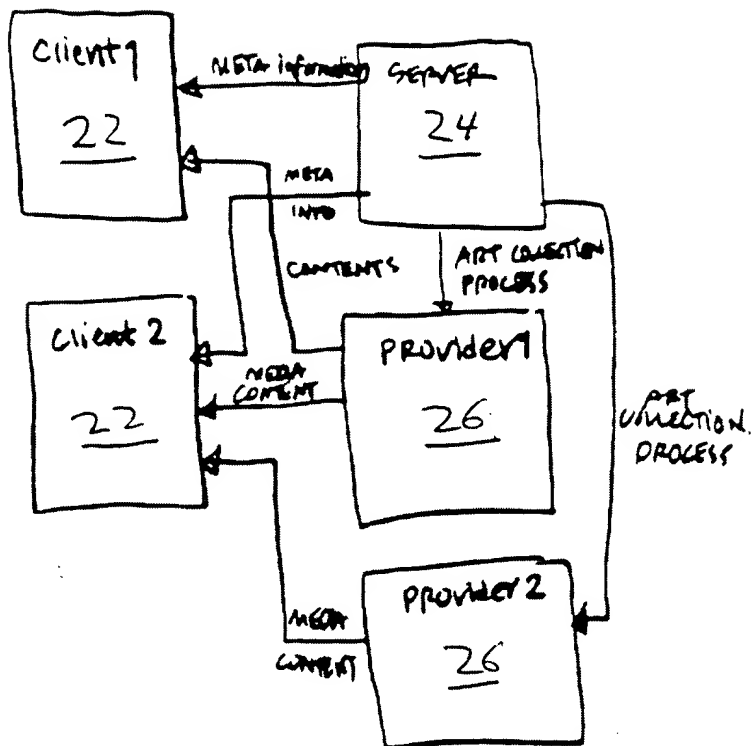 Client 1
22
META information
SERVER
24
META
INFO
CONTENTS
ART COLLECTION
PROCESS
Client 2
22
MEDIA
CONTENT
PROVIDER 1
26
ART
COLLECTION
PROCESS
PROVIDER 2
26
MEDIA
CONTENT